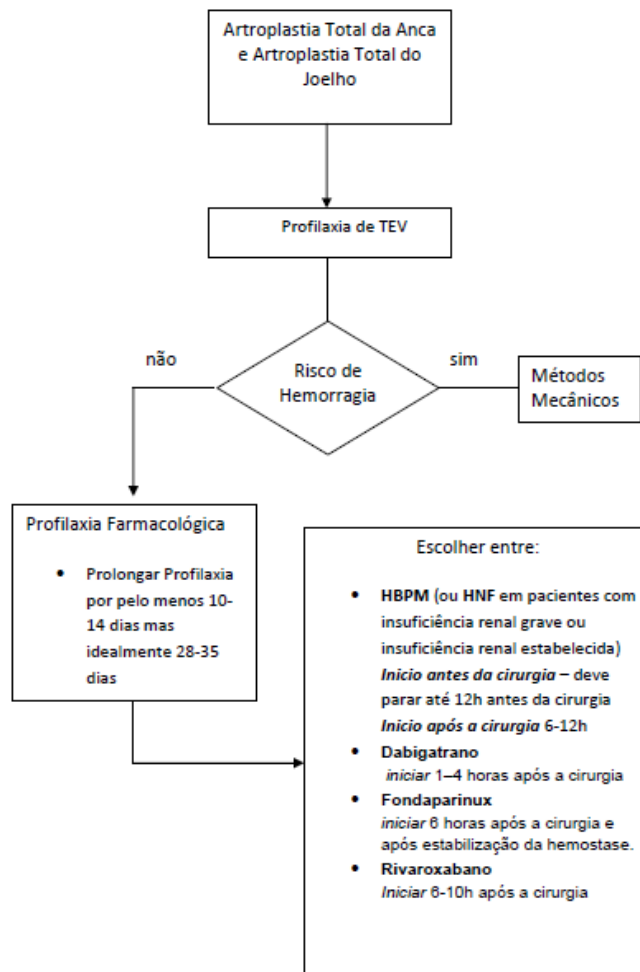 Artroplastia Total da Anca
e Artroplastia Total do
Joelho
Profilaxia de TEV
não
Risco de
Hemorragia
sim
Métodos
Mecânicos
Profilaxia Farmacológica
• Prolongar Profilaxia
por pelo menos 10-
14 dias mas
idealmente 28-35
dias
Escolher entre:
• HBPM (ou HNF em pacientes com
insuficiência renal grave ou
insuficiência renal estabelecida)
Inicio antes da cirurgia – deve
parar até 12h antes da cirurgia
Inicio após a cirurgia 6-12h
• Dabigatrano
iniciar 1–4 horas após a cirurgia
• Fondaparinux
iniciar 6 horas após a cirurgia e
após estabilização da hemostase.
• Rivaroxabano
Iniciar 6-10h após a cirurgia